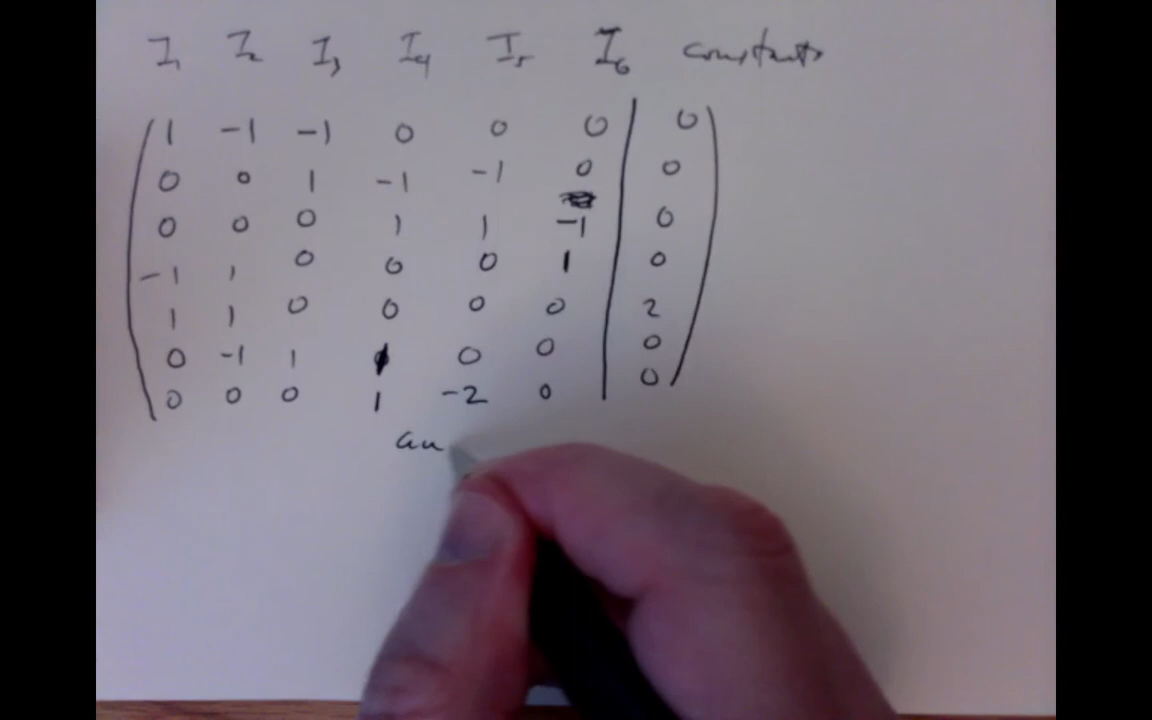 I₁ I₂ I₃ I₄ I₅ I₆ constants
1 -1 -1 0 0 0 0
0 0 1 -1 -1 0 0
0 0 0 1 1 -1 0
-1 1 0 0 0 1 0
1 1 0 0 0 0 2
0 -1 1 0 0 0
0 0 0 1 -2 0 0
au